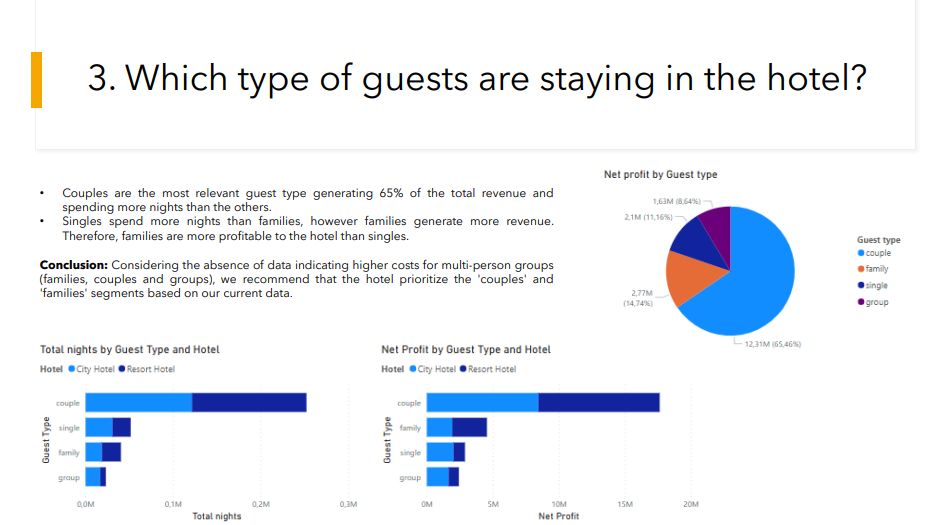 3. Which type of guests are staying in the hotel?
• Couples are the most relevant guest type generating 65% of the total revenue and
spending more nights than the others.
• Singles spend more nights than families, however families generate more revenue.
Therefore, families are more profitable to the hotel than singles.
Conclusion: Considering the absence of data indicating higher costs for multi-person groups
(families, couples and groups), we recommend that the hotel prioritize the 'couples' and
'families' segments based on our current data.
Net profit by Guest type
1,63M (8,64%)
2,1M (11,16%)
2,77M
(14,74%)
12,31M (65,46%)
Guest type
couple
family
single
group
Total nights by Guest Type and Hotel
Hotel City Hotel Resort Hotel
Guest Type
couple
single
family
group
0,0M 0,1M 0,2M 0,3M
Total nights
Net Profit by Guest Type and Hotel
Hotel City Hotel Resort Hotel
Guest Type
couple
family
single
group
0M 5M 10M 15M 20M
Net Profit